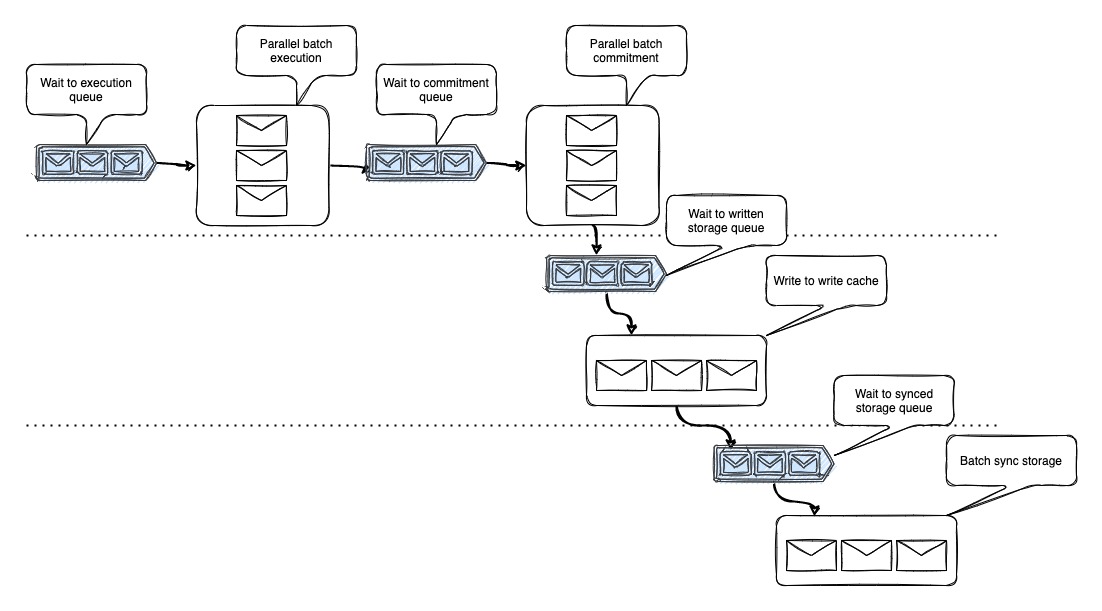 Parallel batch
execution
Parallel batch
commitment
Wait to execution
queue
Wait to commitment
queue
Wait to written
storage queue
Write to write cache
Wait to synced
storage queue
Batch sync storage